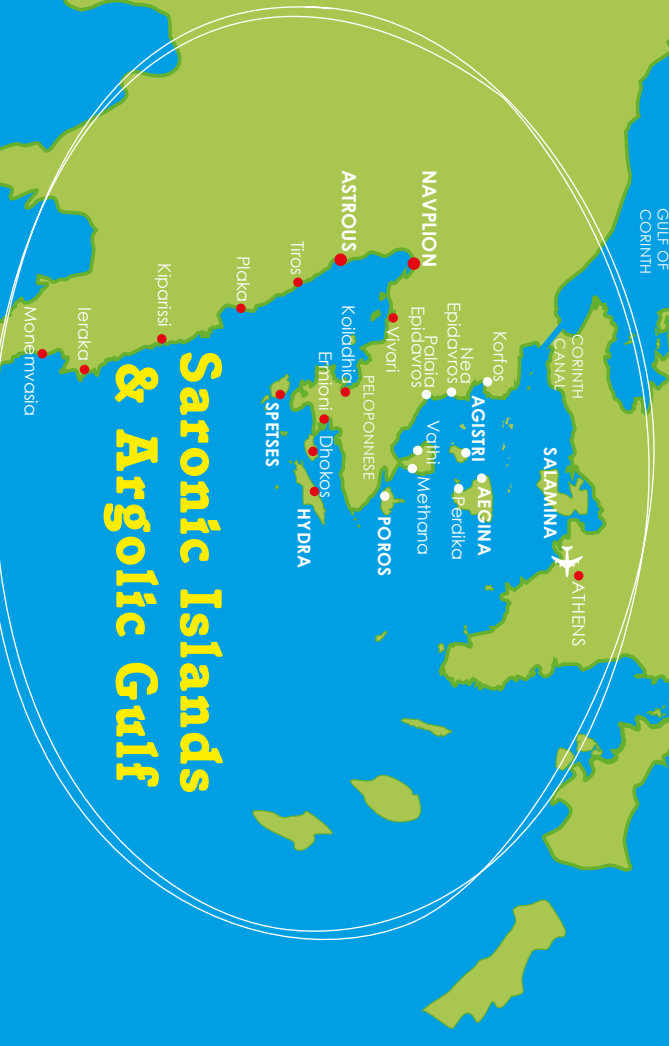 GULF OF
CORINTH
CORINTH
CANAL
ATHENS
SALAMINA
Korfos
AEGINA
AGISTRI
Nea
Epidavros
Perdika
Palaia
Epidavros
Vathi
NAVPLION
Methana
Vivari
POROS
PELOPONNESE
ASTROUS
Koiladhia
Ermioni
Dhokos
HYDRA
Tiros
SPETSES
Plaka
Saronic Islands
& Argolic Gulf
Kiparissi
Ieraka
Monemvasia